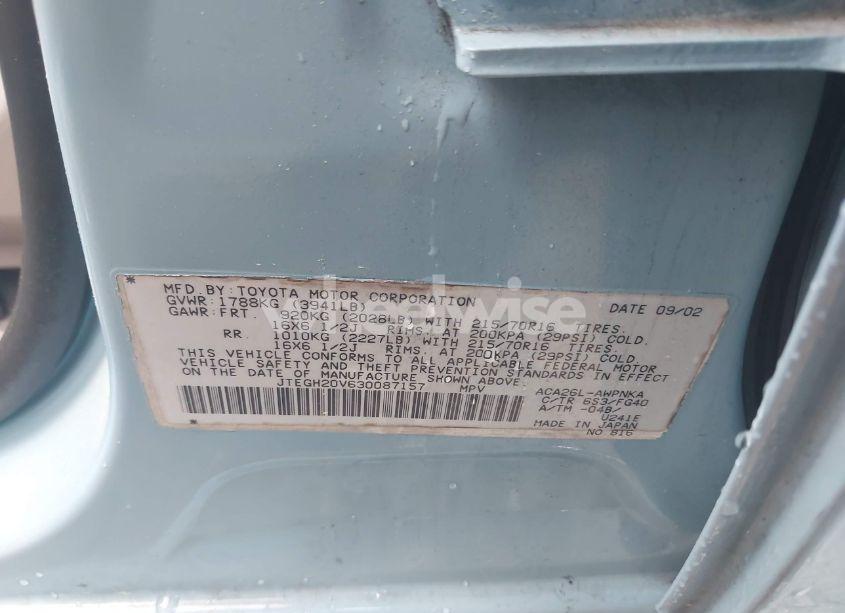 * MFD. BY: TOYOTA MOTOR CORPORATION DATE 09/02
GVWR: 1788KG (3941LB)
GAWR: FRT. 920KG (2028LB) WITH 215/70R16 TIRES.
16X6 1/2J RIMS. AT 200KPA (29PSI) COLD.
RR. 1010KG (2227LB) WITH 215/70R16 TIRES
16X6 1/2J RIMS. AT 200KPA (29PSI) COLD.
THIS VEHICLE CONFORMS TO ALL APPLICABLE FEDERAL MOTOR
VEHICLE SAFETY AND THEFT PREVENTION STANDARDS IN EFFECT
ON THE DATE OF MANUFACTURE SHOWN ABOVE.
JTEGH20V630087157 MPV ACA26L-AWPNKA
C/TR 6S3/FG40
A/TM -04B/
U241E
* MADE IN JAPAN
NO 816
wheelwise